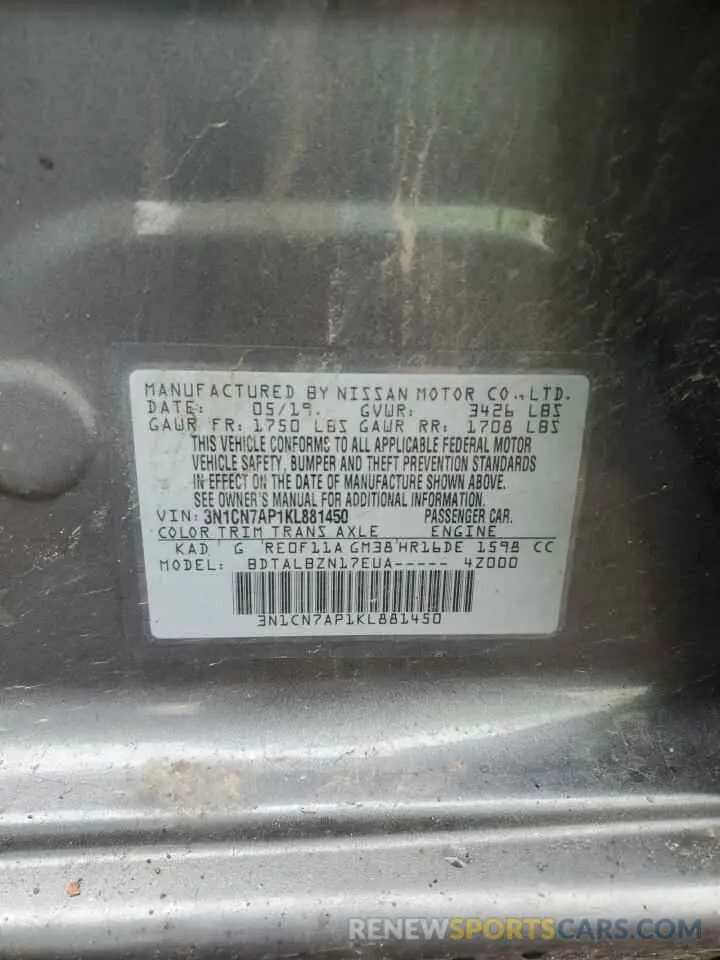 MANUFACTURED BY NISSAN MOTOR CO., LTD.
DATE: 05/19. GVWR: 3426 LBS
GAWR FR: 1750 LBS GAWR RR: 1708 LBS
THIS VEHICLE CONFORMS TO ALL APPLICABLE FEDERAL MOTOR
VEHICLE SAFETY, BUMPER AND THEFT PREVENTION STANDARDS
IN EFFECT ON THE DATE OF MANUFACTURE SHOWN ABOVE.
SEE OWNER'S MANUAL FOR ADDITIONAL INFORMATION.
VIN: 3N1CN7AP1KL881450 PASSENGER CAR.
COLOR TRIM TRANS AXLE ENGINE
KAD G RE0F11A GM38 HR16DE 1598 CC
MODEL: BDTALBZN17EUA----- 4Z000
3N1CN7AP1KL881450
RENEWSPORTSCARS.COM